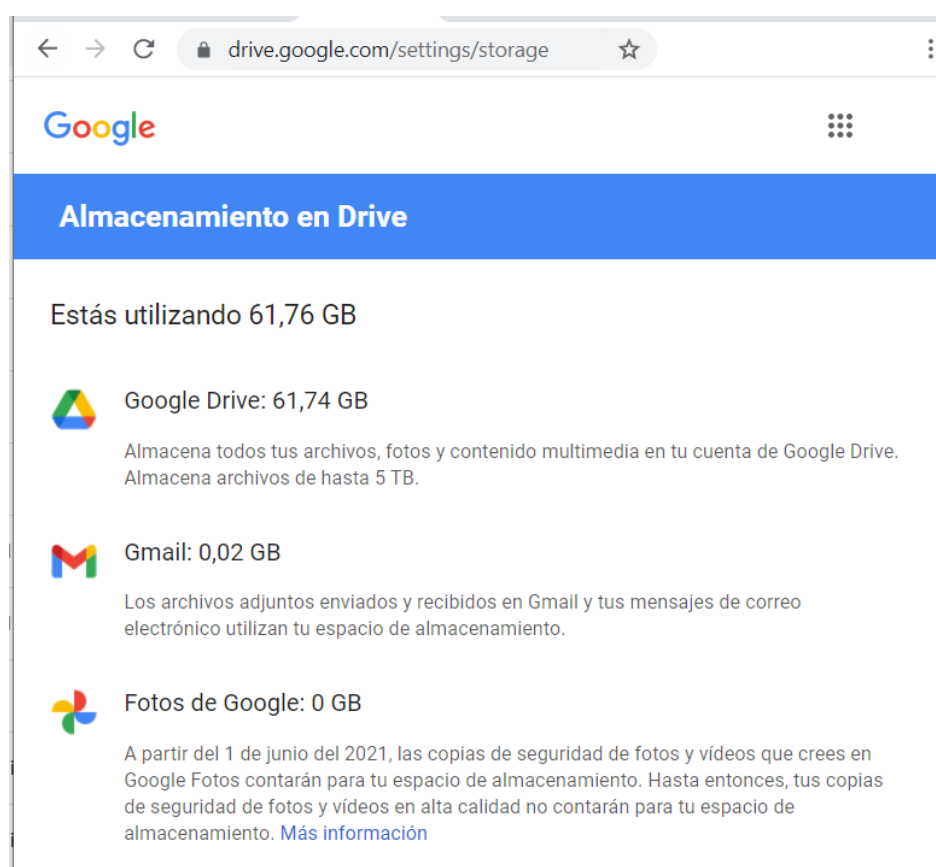 drive.google.com/settings/storage
Google
Almacenamiento en Drive
Estás utilizando 61,76 GB
Google Drive: 61,74 GB
Almacena todos tus archivos, fotos y contenido multimedia en tu cuenta de Google Drive.
Almacena archivos de hasta 5 TB.
Gmail: 0,02 GB
Los archivos adjuntos enviados y recibidos en Gmail y tus mensajes de correo
electrónico utilizan tu espacio de almacenamiento.
Fotos de Google: 0 GB
A partir del 1 de junio del 2021, las copias de seguridad de fotos y vídeos que crees en
Google Fotos contarán para tu espacio de almacenamiento. Hasta entonces, tus copias
de seguridad de fotos y vídeos en alta calidad no contarán para tu espacio de
almacenamiento. Más información